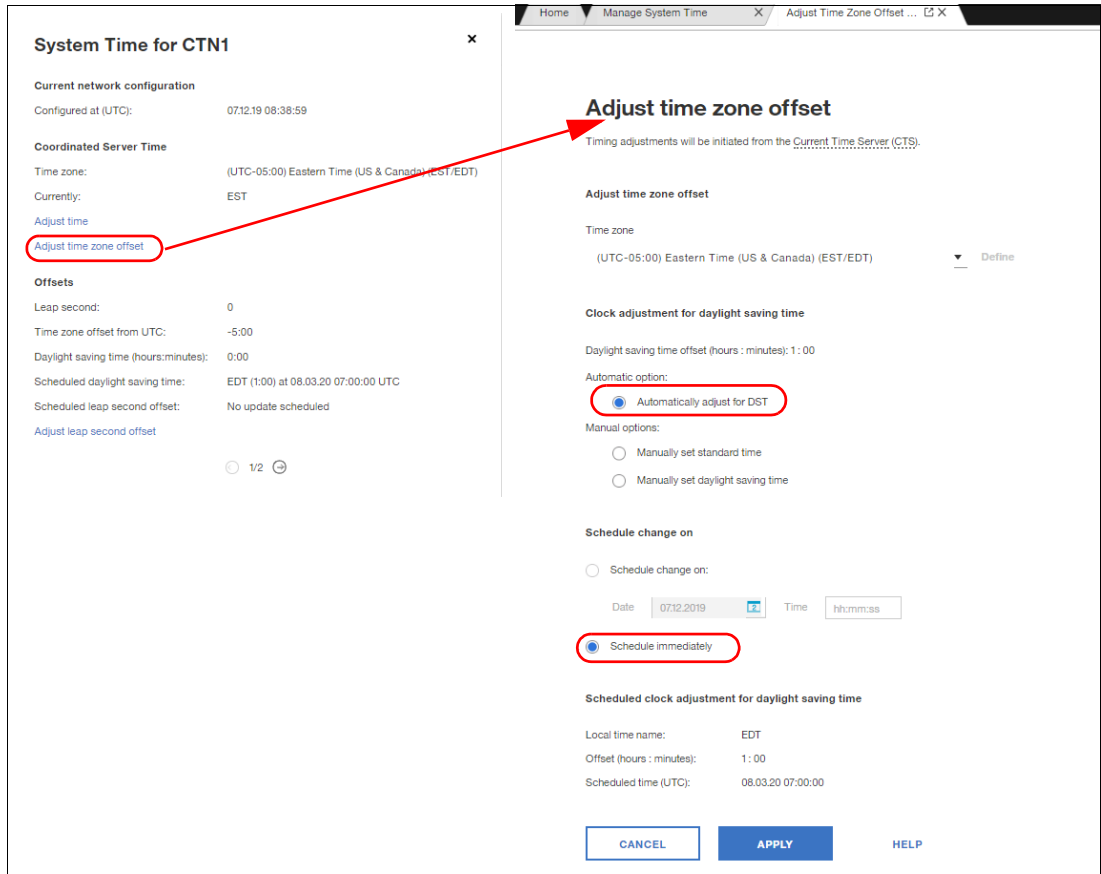 System Time for CTN1
Current network configuration
Configured at (UTC): 07.12.19 08:38:59
Coordinated Server Time
Time zone: (UTC-05:00) Eastern Time (US & Canada) (EST/EDT)
Currently: EST
Adjust time
Adjust time zone offset
Offsets
Leap second: 0
Time zone offset from UTC: -5:00
Daylight saving time (hours:minutes): 0:00
Scheduled daylight saving time: EDT (1:00) at 08.03.20 07:00:00 UTC
Scheduled leap second offset: No update scheduled
Adjust leap second offset
1/2
Home Manage System Time Adjust Time Zone Offset ...
Adjust time zone offset
Timing adjustments will be initiated from the Current Time Server (CTS).
Adjust time zone offset
Time zone
(UTC-05:00) Eastern Time (US & Canada) (EST/EDT) Define
Clock adjustment for daylight saving time
Daylight saving time offset (hours : minutes): 1 : 00
Automatic option:
Automatically adjust for DST
Manual options:
Manually set standard time
Manually set daylight saving time
Schedule change on
Schedule change on:
Date 07.12.2019 Time hh:mm:ss
Schedule immediately
Scheduled clock adjustment for daylight saving time
Local time name: EDT
Offset (hours : minutes): 1 : 00
Scheduled time (UTC): 08.03.20 07:00:00
CANCEL APPLY HELP